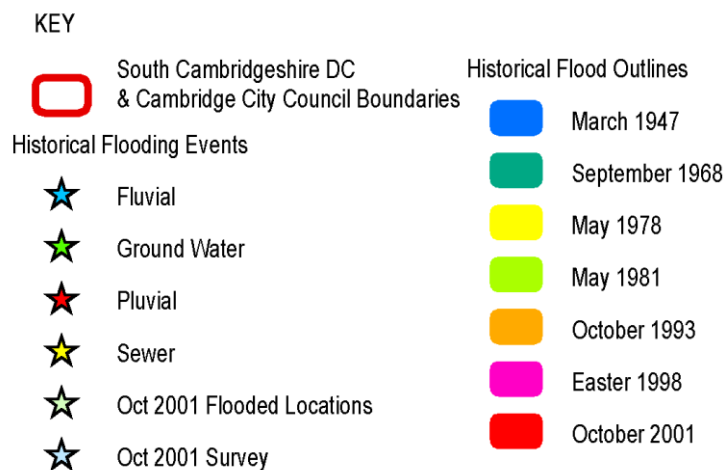 KEY
South Cambridgeshire DC
& Cambridge City Council Boundaries
Historical Flooding Events
Fluvial
Ground Water
Pluvial
Sewer
Oct 2001 Flooded Locations
Oct 2001 Survey
Historical Flood Outlines
March 1947
September 1968
May 1978
May 1981
October 1993
Easter 1998
October 2001